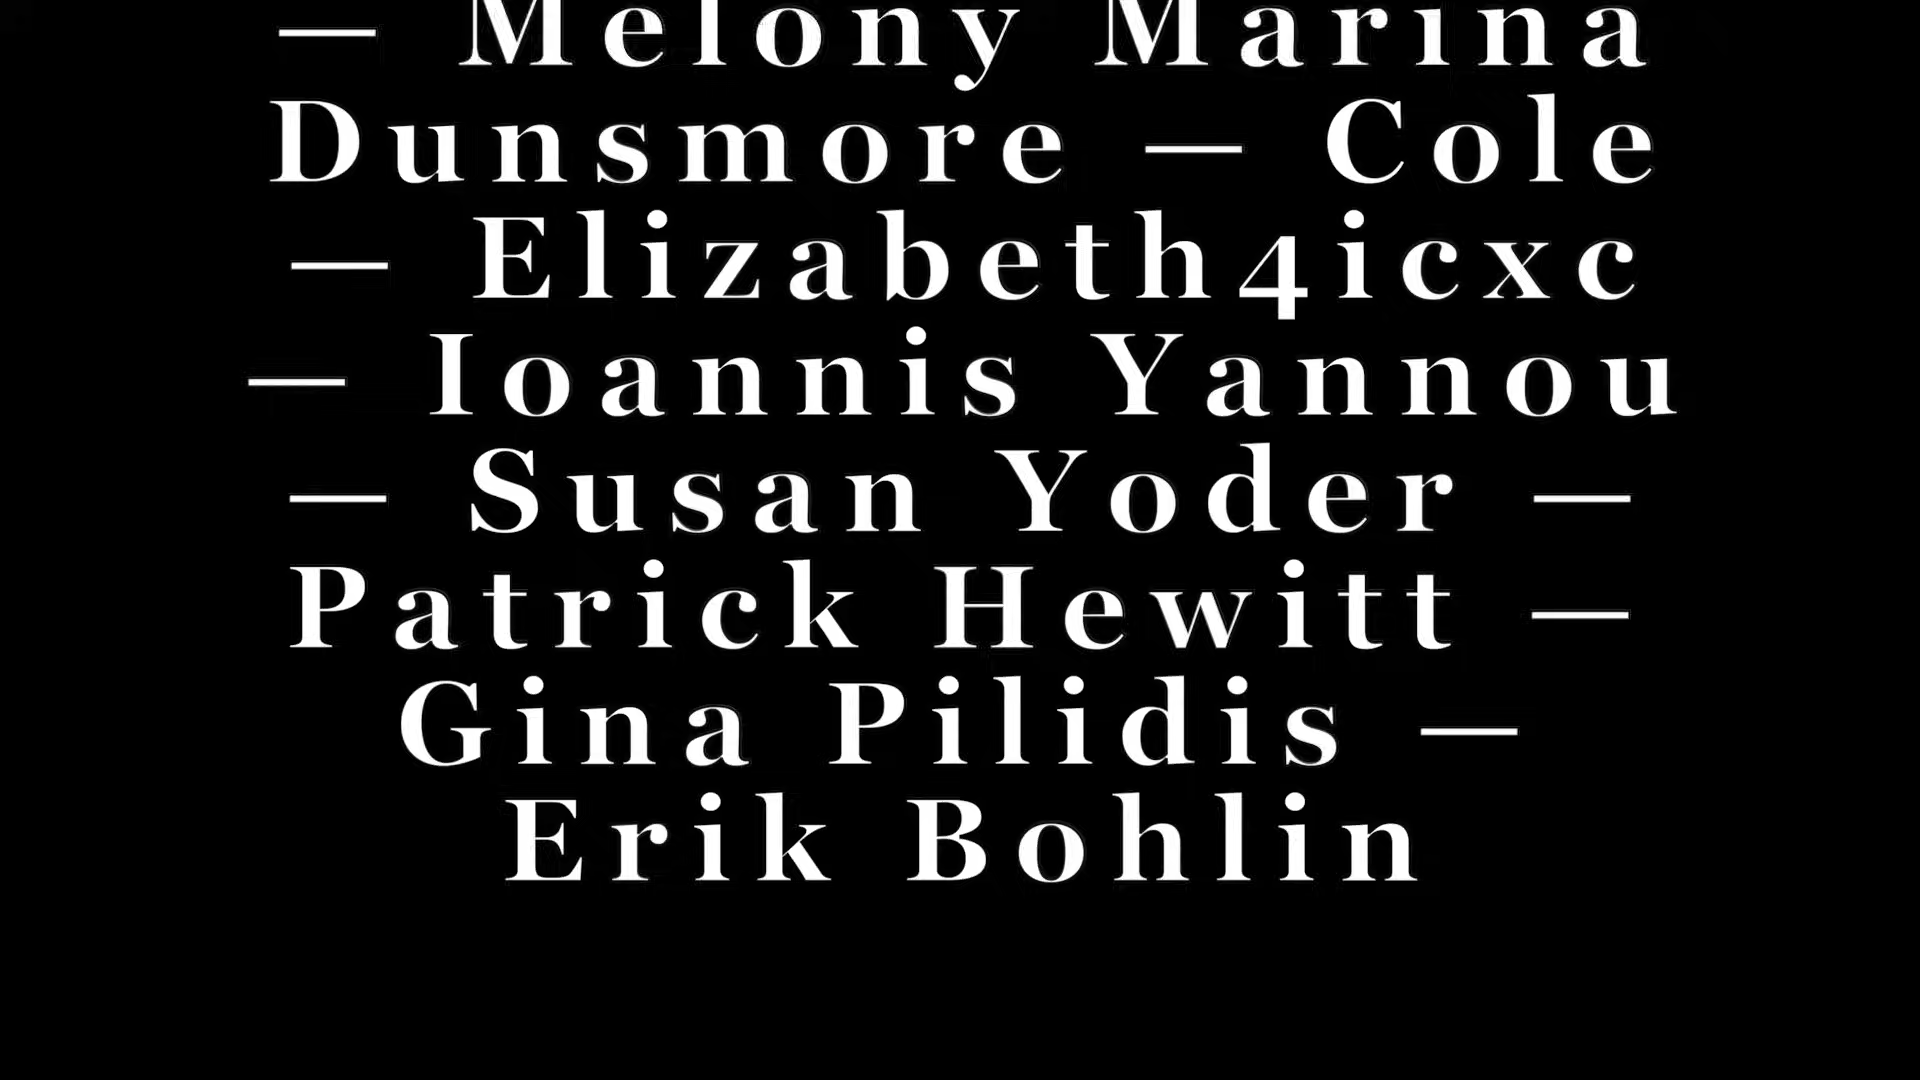 — Melony Marina
Dunsmore — Cole
— Elizabeth4icxc
— Ioannis Yannou
— Susan Yoder —
Patrick Hewitt —
Gina Pilidis —
Erik Bohlin